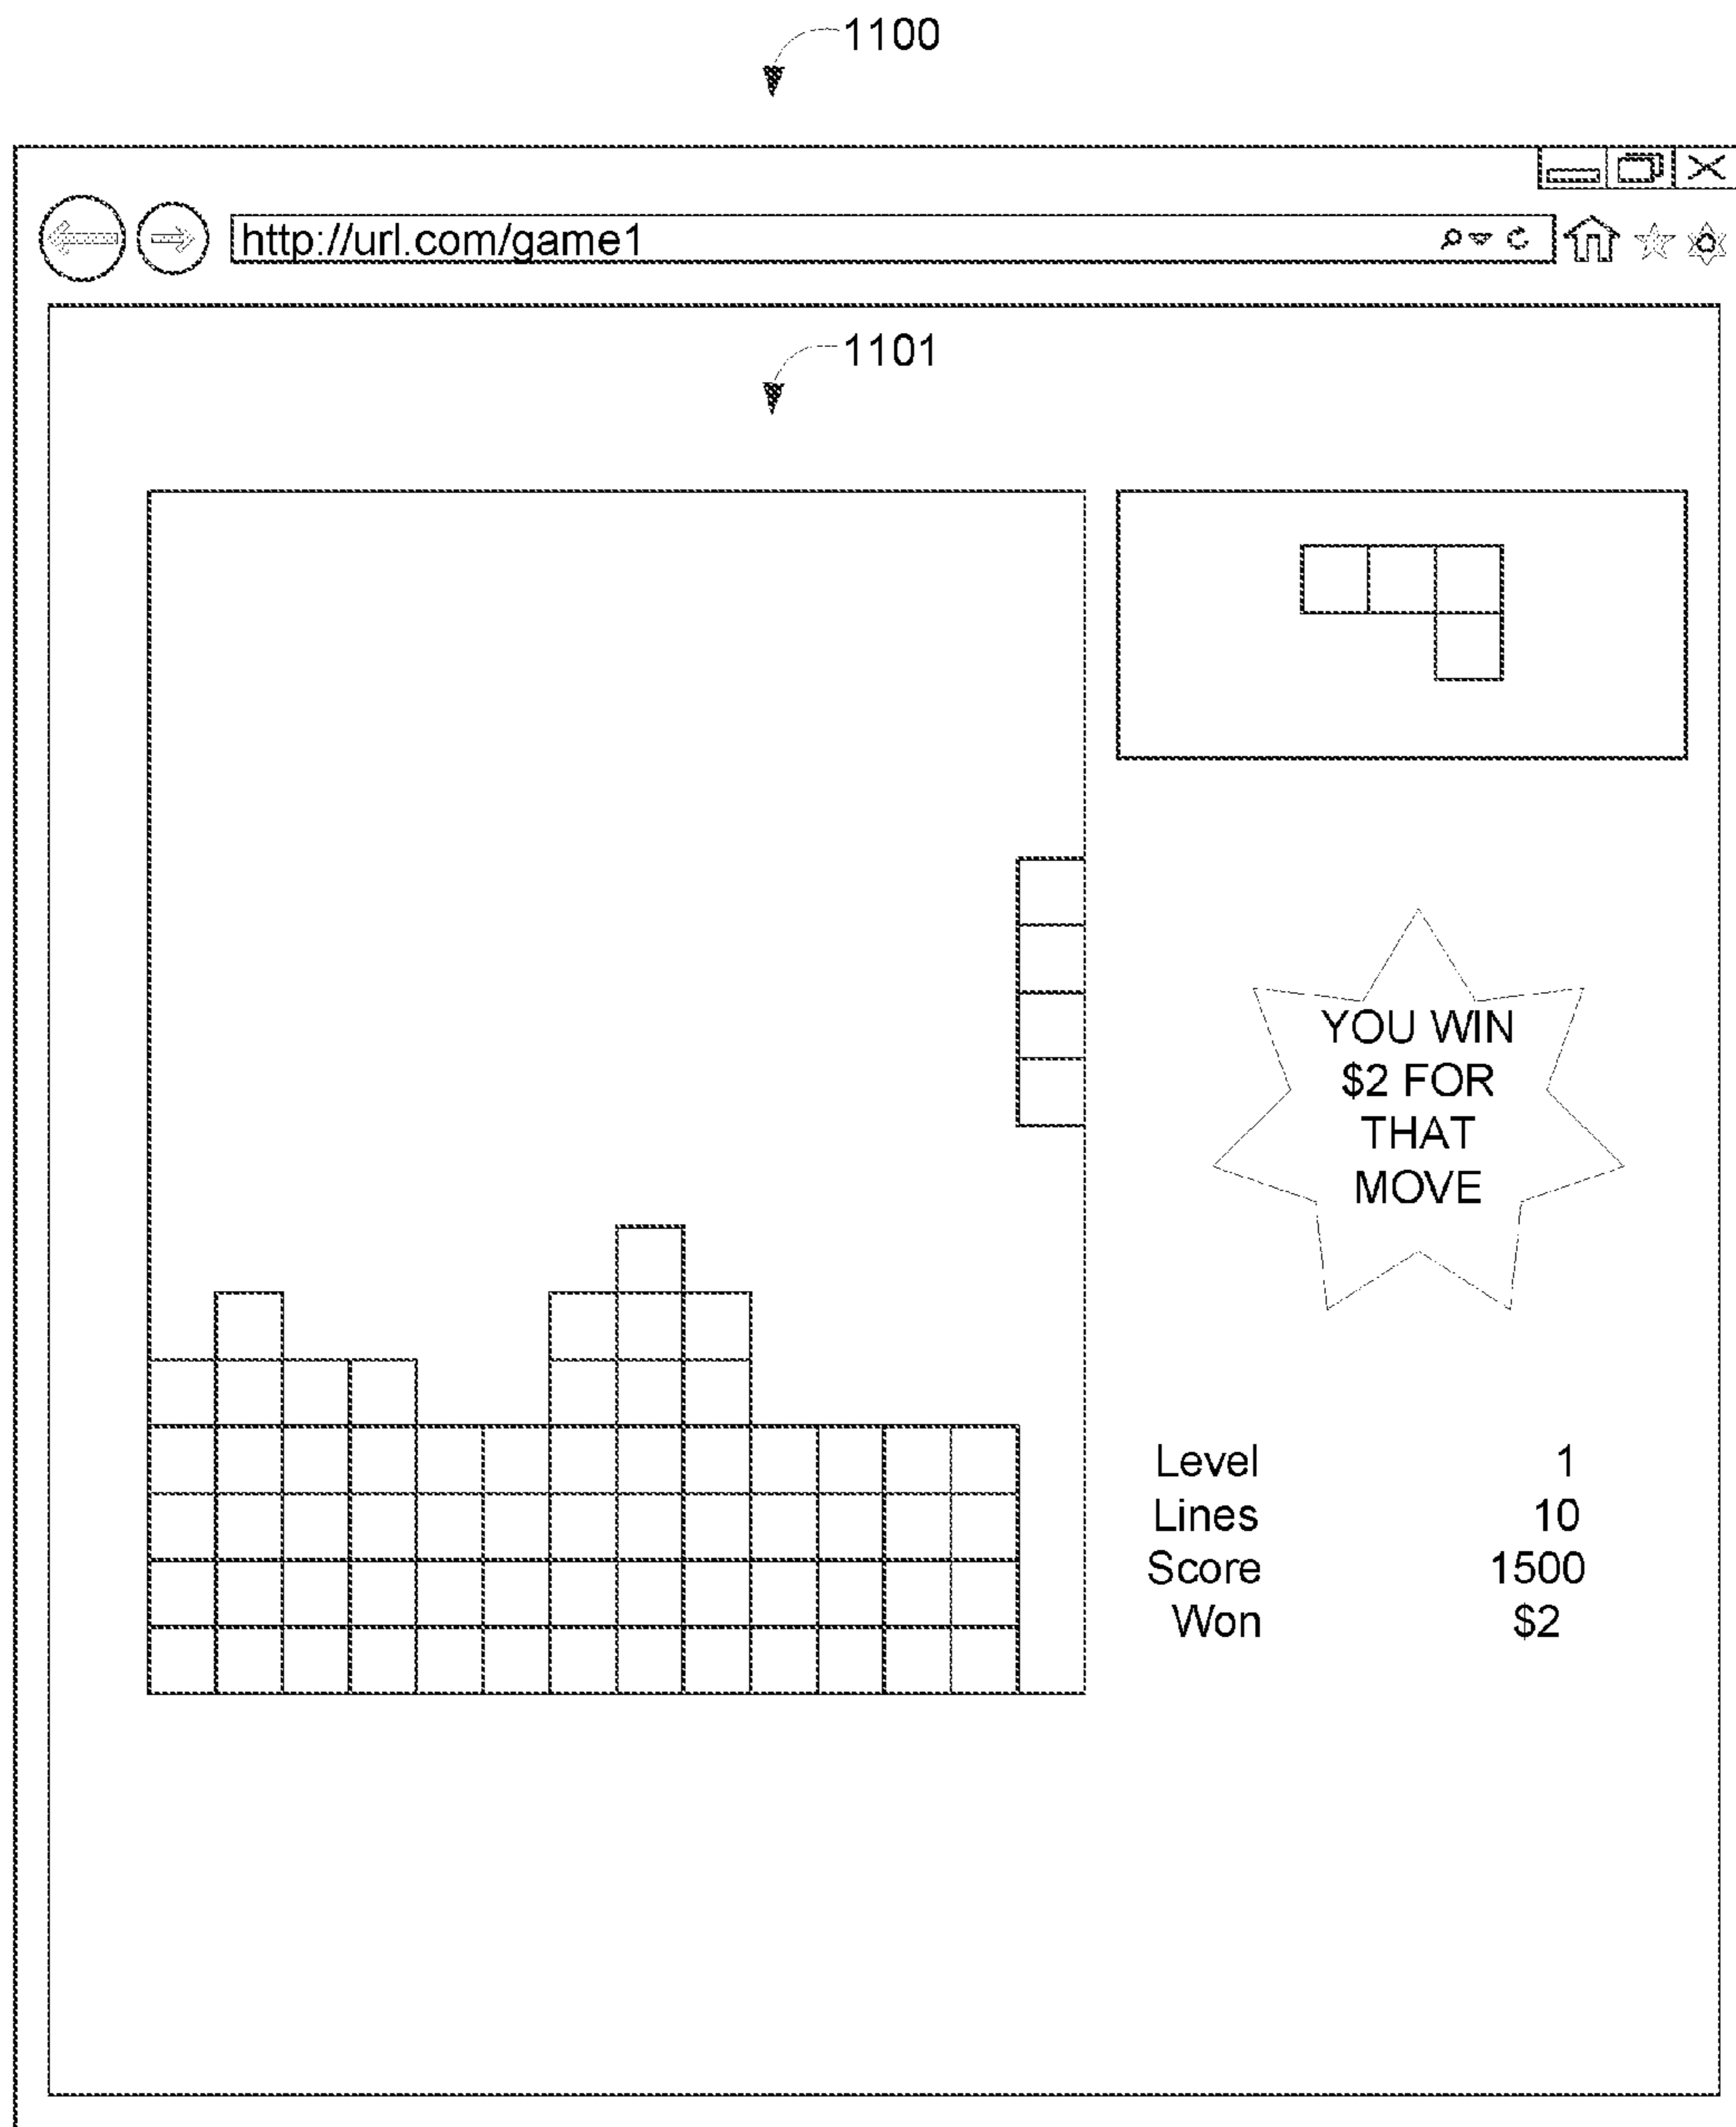 1100
http://url.com/game1
1101
YOU WIN
$2 FOR
THAT
MOVE
Level 1
Lines 10
Score 1500
Won $2